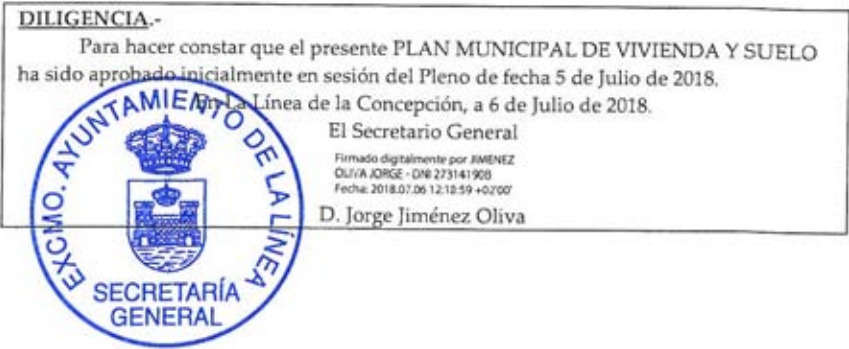 DILIGENCIA.-
Para hacer constar que el presente PLAN MUNICIPAL DE VIVIENDA Y SUELO
ha sido aprobado inicialmente en sesión del Pleno de fecha 5 de Julio de 2018.
En La Línea de la Concepción, a 6 de Julio de 2018.
El Secretario General
Firmado digitalmente por JIMENEZ
OLIVA JORGE - DNI 27314190B
Fecha: 2018.07.06 12:18:59 +02'00'
D. Jorge Jiménez Oliva
EXCMO. AYUNTAMIENTO DE LA LÍNEA
SECRETARÍA
GENERAL